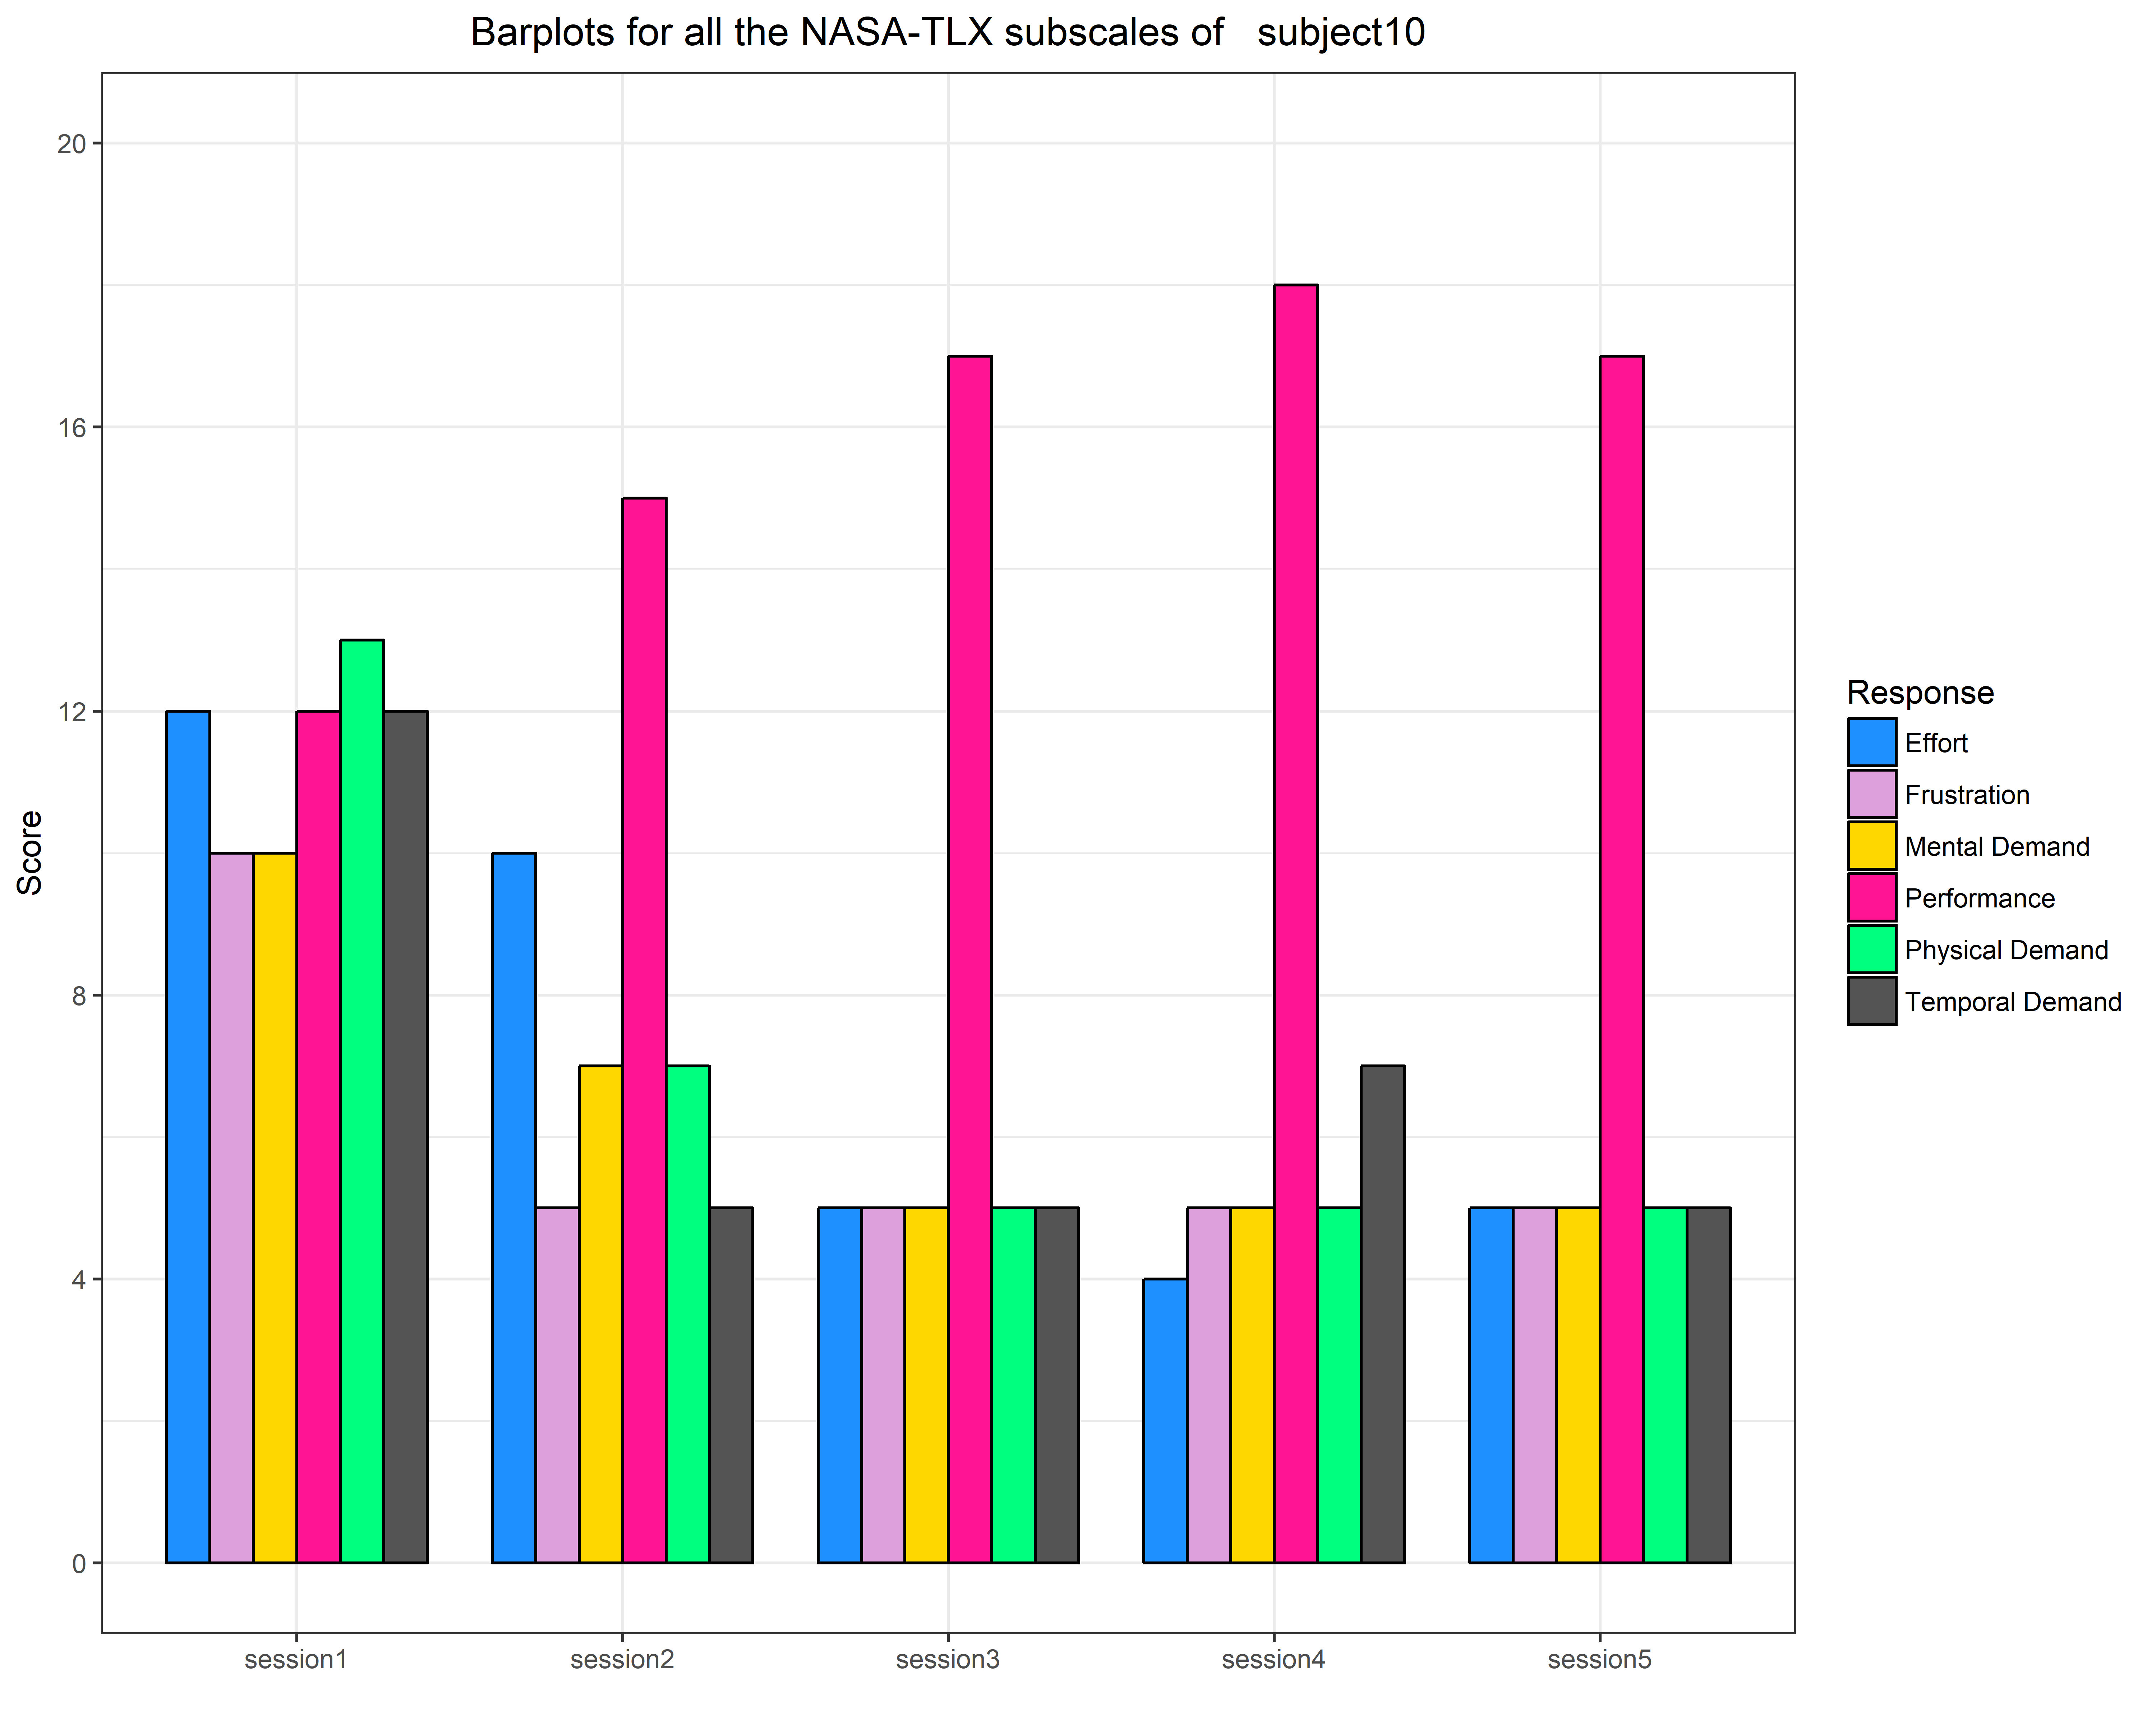 Barplots for all the NASA-TLX subscales of   subject10
20
16
12
8
4
0
Score
session1
session2
session3
session4
session5
Response
Effort
Frustration
Mental Demand
Performance
Physical Demand
Temporal Demand